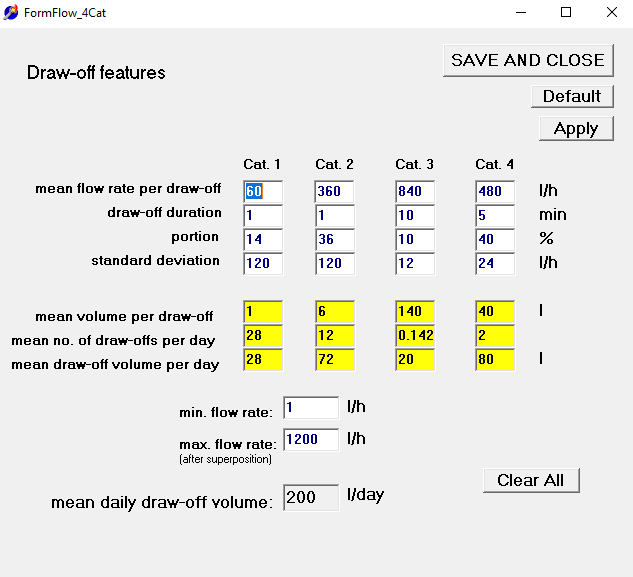 FormFlow_4Cat
Draw-off features
SAVE AND CLOSE
Default
Apply
Cat. 1 Cat. 2 Cat. 3 Cat. 4
mean flow rate per draw-off 60 360 840 480 l/h
draw-off duration 1 1 10 5 min
portion 14 36 10 40 %
standard deviation 120 120 12 24 l/h
mean volume per draw-off 1 6 140 40 l
mean no. of draw-offs per day 28 12 0.142 2
mean draw-off volume per day 28 72 20 80 l
min. flow rate: 1 l/h
max. flow rate: 1200 l/h
(after superposition)
Clear All
mean daily draw-off volume: 200 l/day